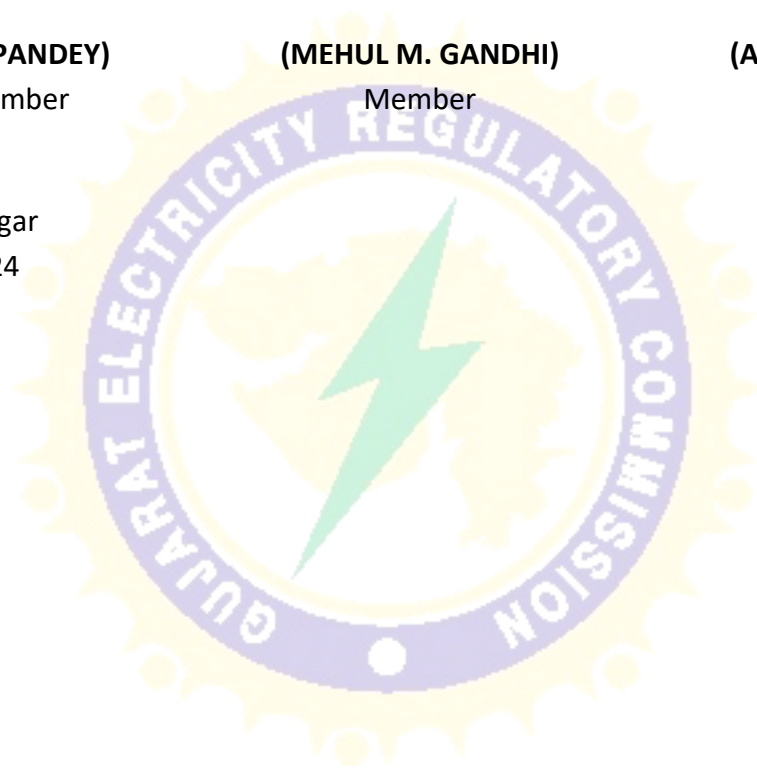 PANDEY) (MEHUL M. GANDHI) (A
mber Member
gar
24
GUJARAT ELECTRICITY REGULATORY COMMISSION